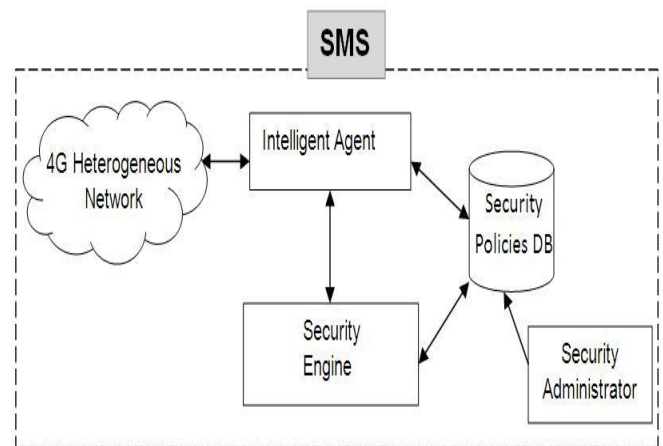 SMS
4G Heterogeneous
Network
Intelligent Agent
Security
Policies DB
Security
Engine
Security
Administrator